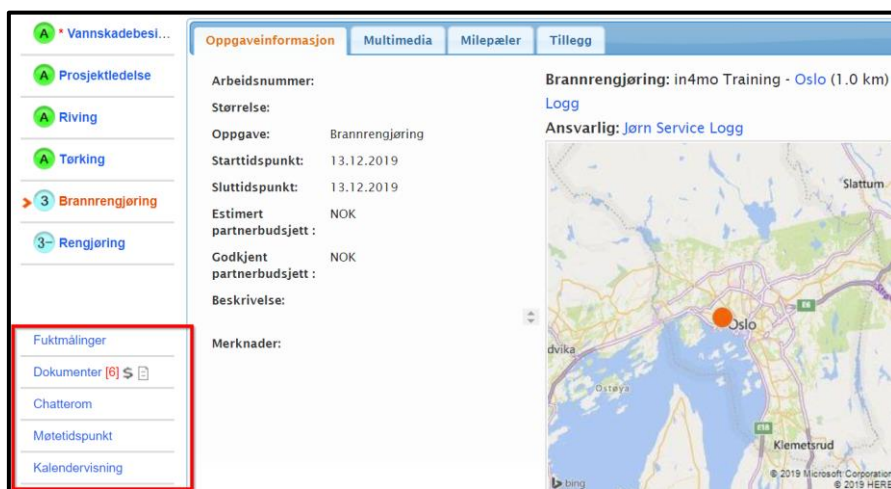 A * Vannskadebesi...
A Prosjektledelse
A Riving
A Tørking
3 Brannrengjøring
3- Rengjøring
Fuktmålinger
Dokumenter [6] $
Chatterom
Møtetidspunkt
Kalendervisning
Oppgaveinformasjon Multimedia Milepæler Tillegg
Arbeidsnummer:
Størrelse:
Oppgave: Brannrengjøring
Starttidspunkt: 13.12.2019
Sluttidspunkt: 13.12.2019
Estimert NOK
partnerbudsjett :
Godkjent NOK
partnerbudsjett :
Beskrivelse:
Merknader:
Brannrengjøring: in4mo Training - Oslo (1.0 km)
Logg
Ansvarlig: Jørn Service Logg
Slattum
E6
Oslo
dvika
Ostøya
E18
Klemetsrud
bing
© 2019 Microsoft Corporation
© 2019 HERE